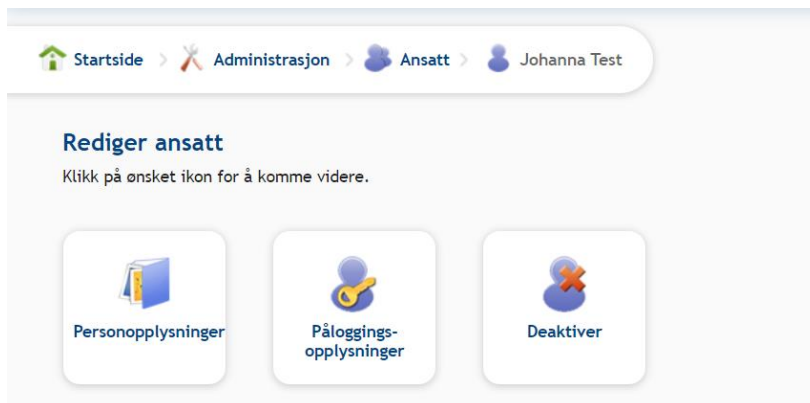 Startside > Administrasjon > Ansatt > Johanna Test
Rediger ansatt
Klikk på ønsket ikon for å komme videre.
Personopplysninger
Påloggings-
opplysninger
Deaktiver